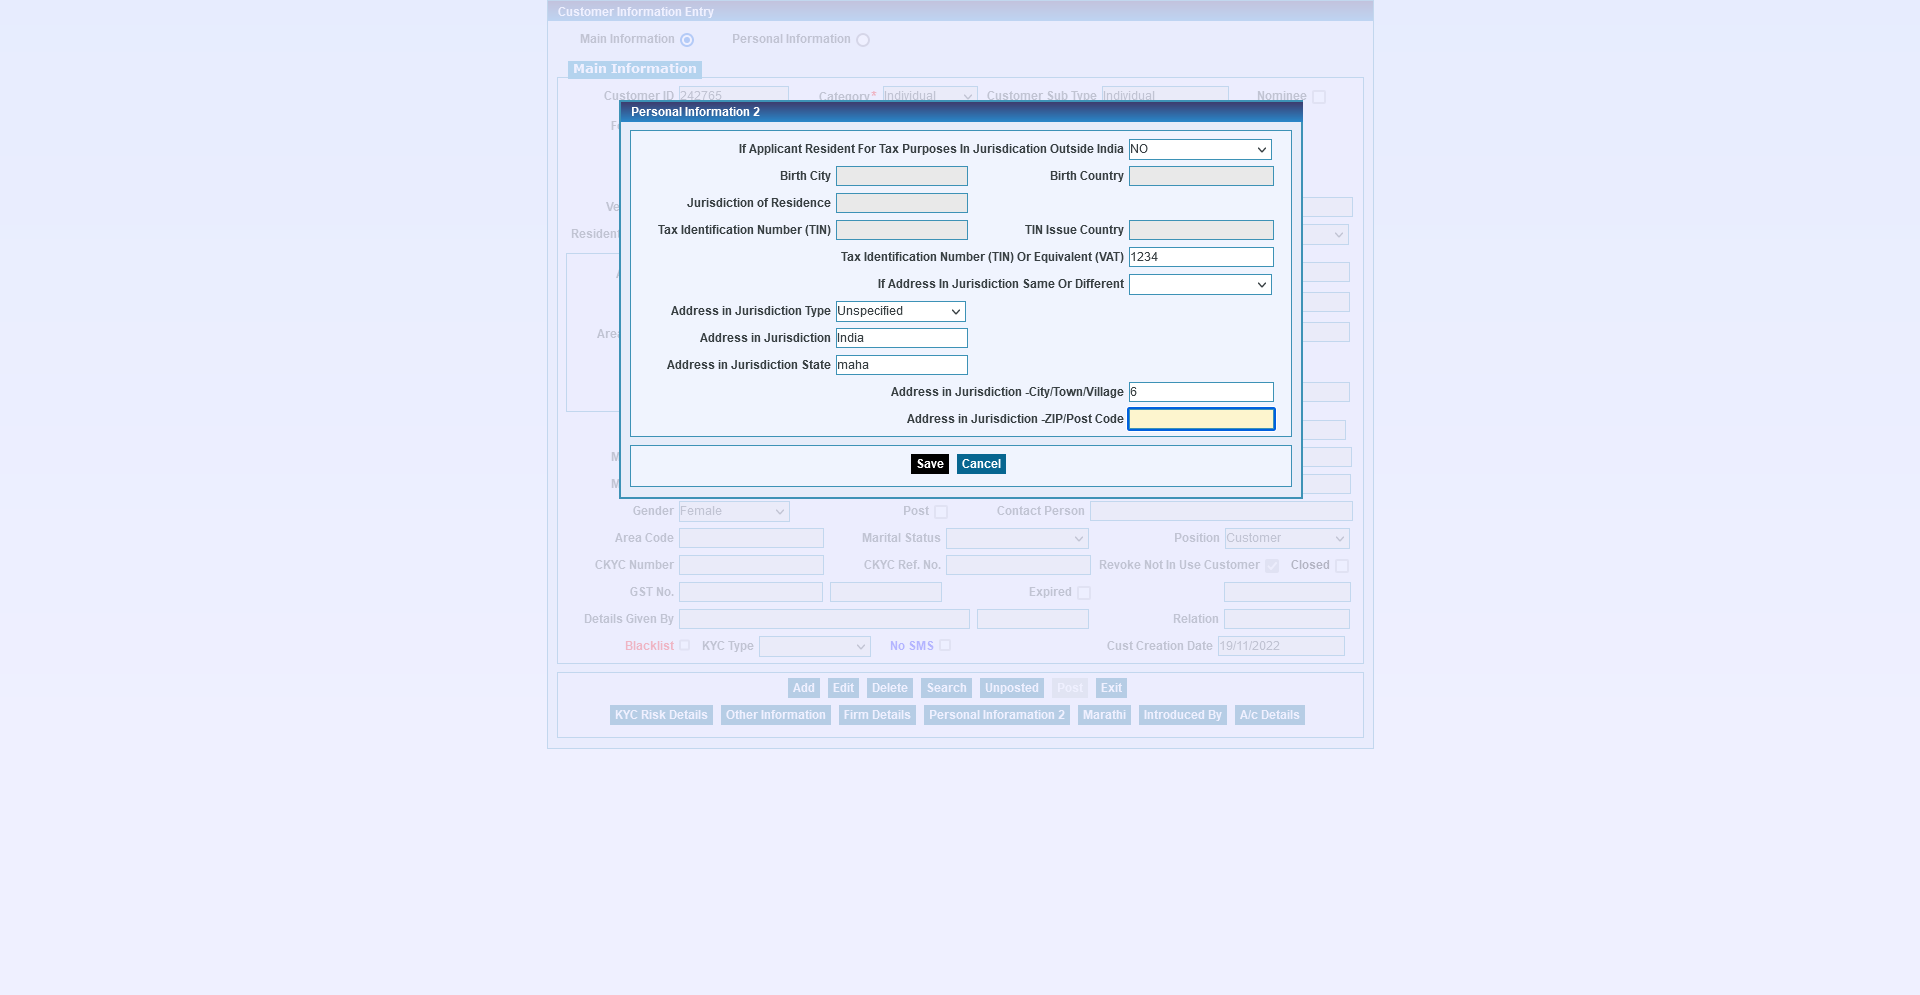 Customer Information Entry
Main Information Personal Information
Main Information
Customer ID 242765 Category* Individual Customer Sub Type Individual Nominee
Personal Information 2
If Applicant Resident For Tax Purposes In Jurisdication Outside India NO
Birth City Birth Country
Jurisdiction of Residence
Tax Identification Number (TIN) TIN Issue Country
Resident
Tax Identification Number (TIN) Or Equivalent (VAT) 1234
If Address In Jurisdiction Same Or Different
Address in Jurisdiction Type Unspecified
Address in Jurisdiction India
Address in Jurisdiction State maha
Address in Jurisdiction -City/Town/Village 6
Address in Jurisdiction -ZIP/Post Code
Save Cancel
Gender Female Post Contact Person
Area Code Marital Status Position Customer
CKYC Number CKYC Ref. No. Revoke Not In Use Customer Closed
GST No. Expired
Details Given By Relation
Blacklist KYC Type No SMS Cust Creation Date 19/11/2022
Add Edit Delete Search Unposted Post Exit
KYC Risk Details Other Information Firm Details Personal Inforamation 2 Marathi Introduced By A/c Details